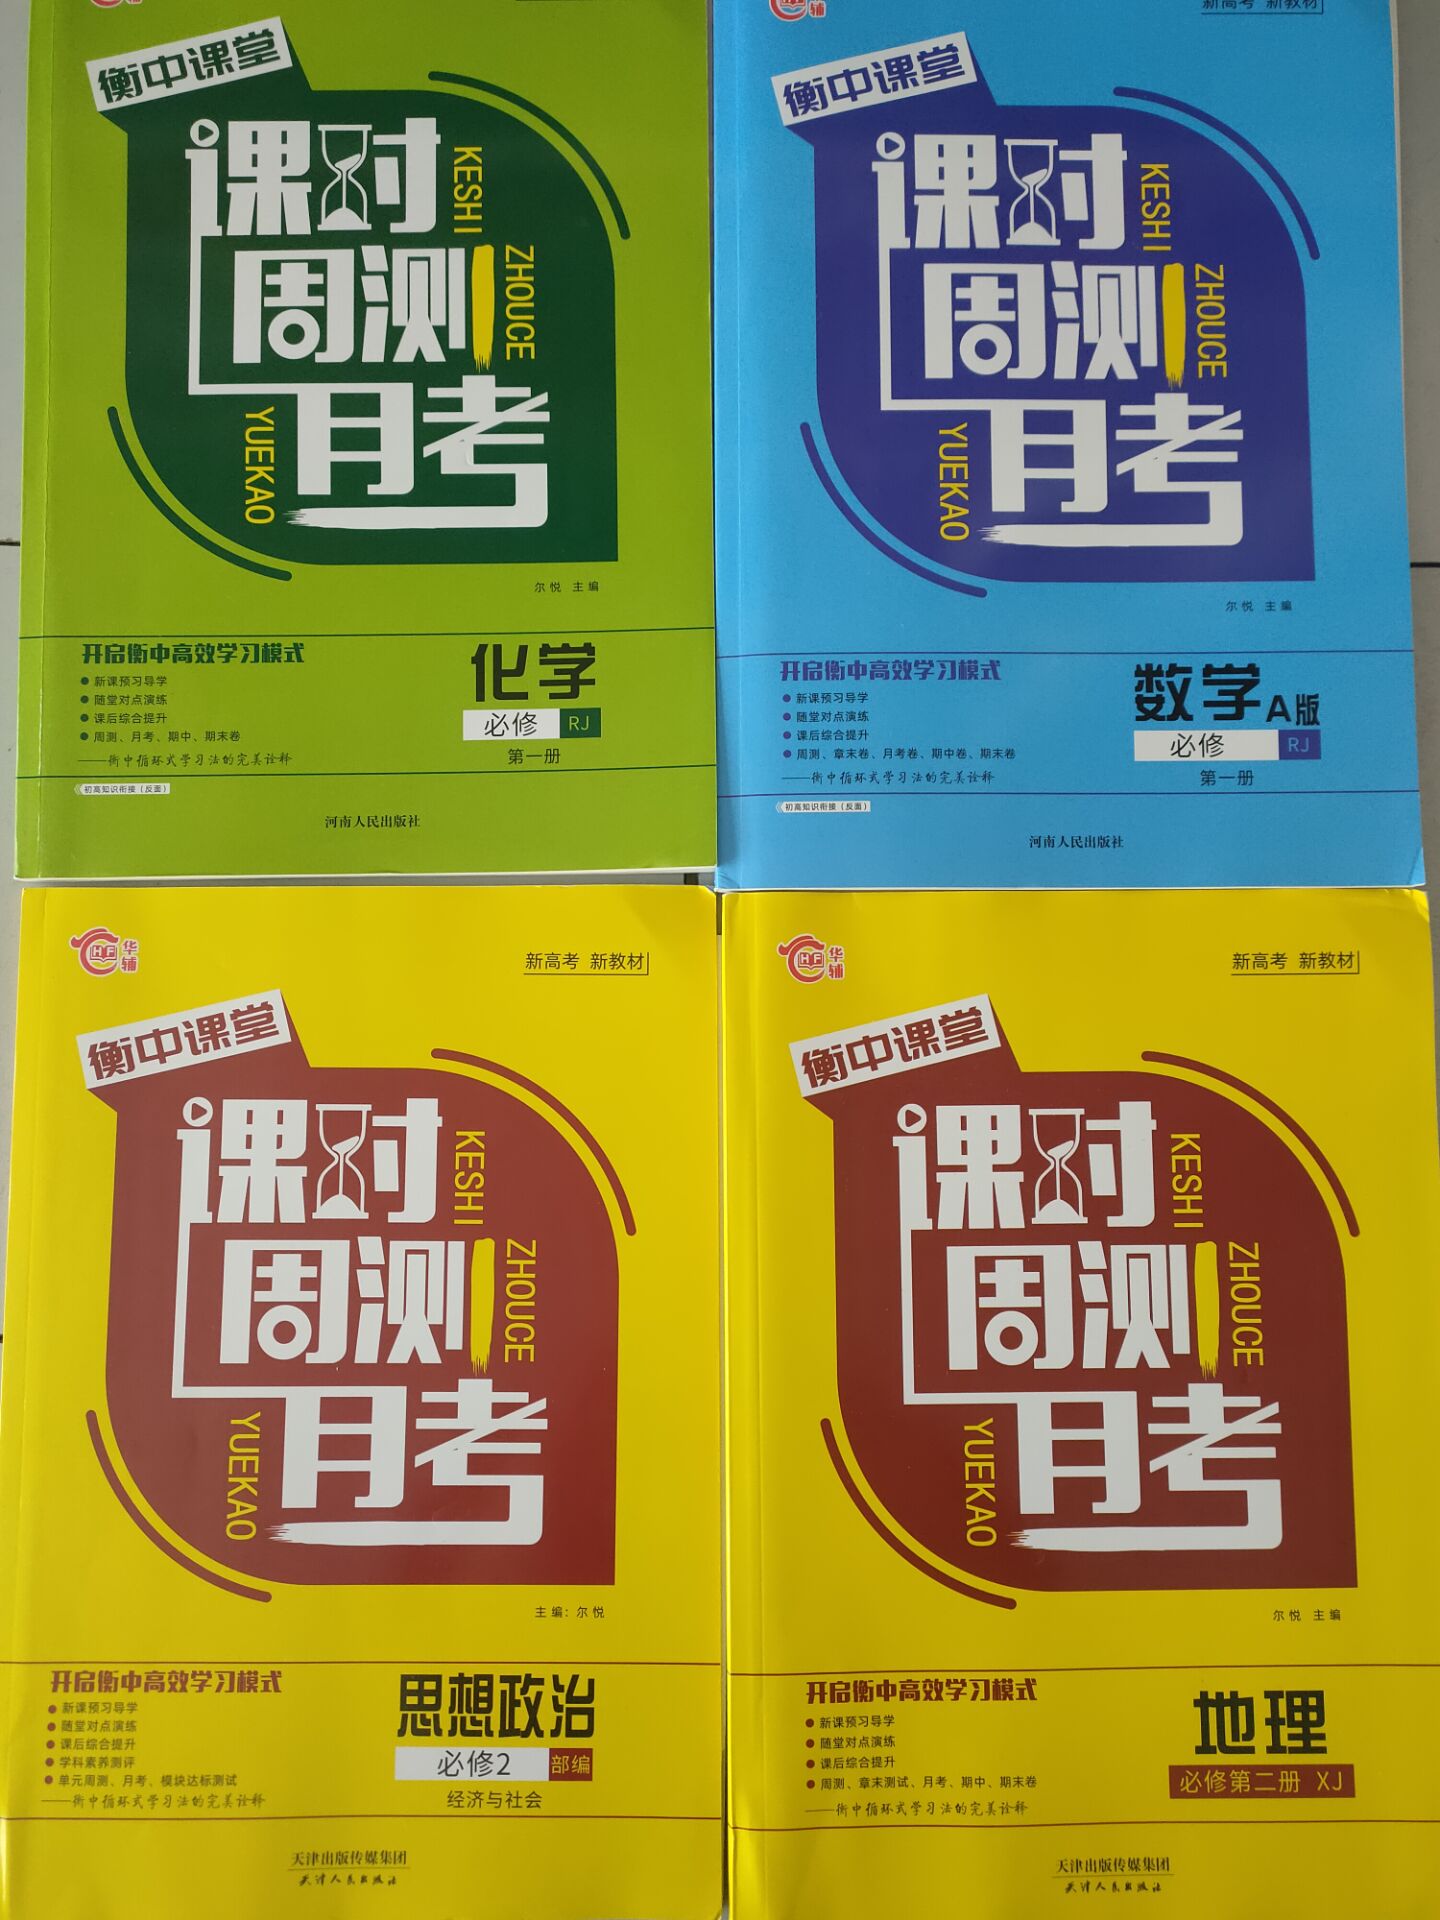 辅
衡中课堂
课时
KESHI
周测
ZHOUCE
月考
YUEKAO
尔悦 主编
开启衡中高效学习模式
新课预习导学
随堂对点演练
课后综合提升
周测、月考、期中、期末卷
——衡中循环式学习法的完美诠释
化学
必修 RJ
第一册
初高知识衔接（反面）
河南人民出版社
辅
新高考 新教材
衡中课堂
课时
KESHI
周测
ZHOUCE
月考
YUEKAO
尔悦 主编
开启衡中高效学习模式
新课预习导学
随堂对点演练
课后综合提升
周测、章末卷、月考卷、期中卷、期末卷
——衡中循环式学习法的完美诠释
数学A版
必修 RJ
第一册
初高知识衔接（反面）
河南人民出版社
HF 华辅
新高考 新教材
衡中课堂
课时
KESHI
周测
ZHOUCE
月考
YUEKAO
主编：尔悦
开启衡中高效学习模式
新课预习导学
随堂对点演练
课后综合提升
学科素养测评
单元周测、月考、模块达标测试
——衡中循环式学习法的完美诠释
思想政治
必修2 部编
经济与社会
天津出版传媒集团
天津人民出版社
HF 华辅
新高考 新教材
衡中课堂
课时
KESHI
周测
ZHOUCE
月考
YUEKAO
尔悦 主编
开启衡中高效学习模式
新课预习导学
随堂对点演练
课后综合提升
周测、章末测试、月考、期中、期末卷
——衡中循环式学习法的完美诠释
地理
必修第二册 XJ
天津出版传媒集团
天津人民出版社